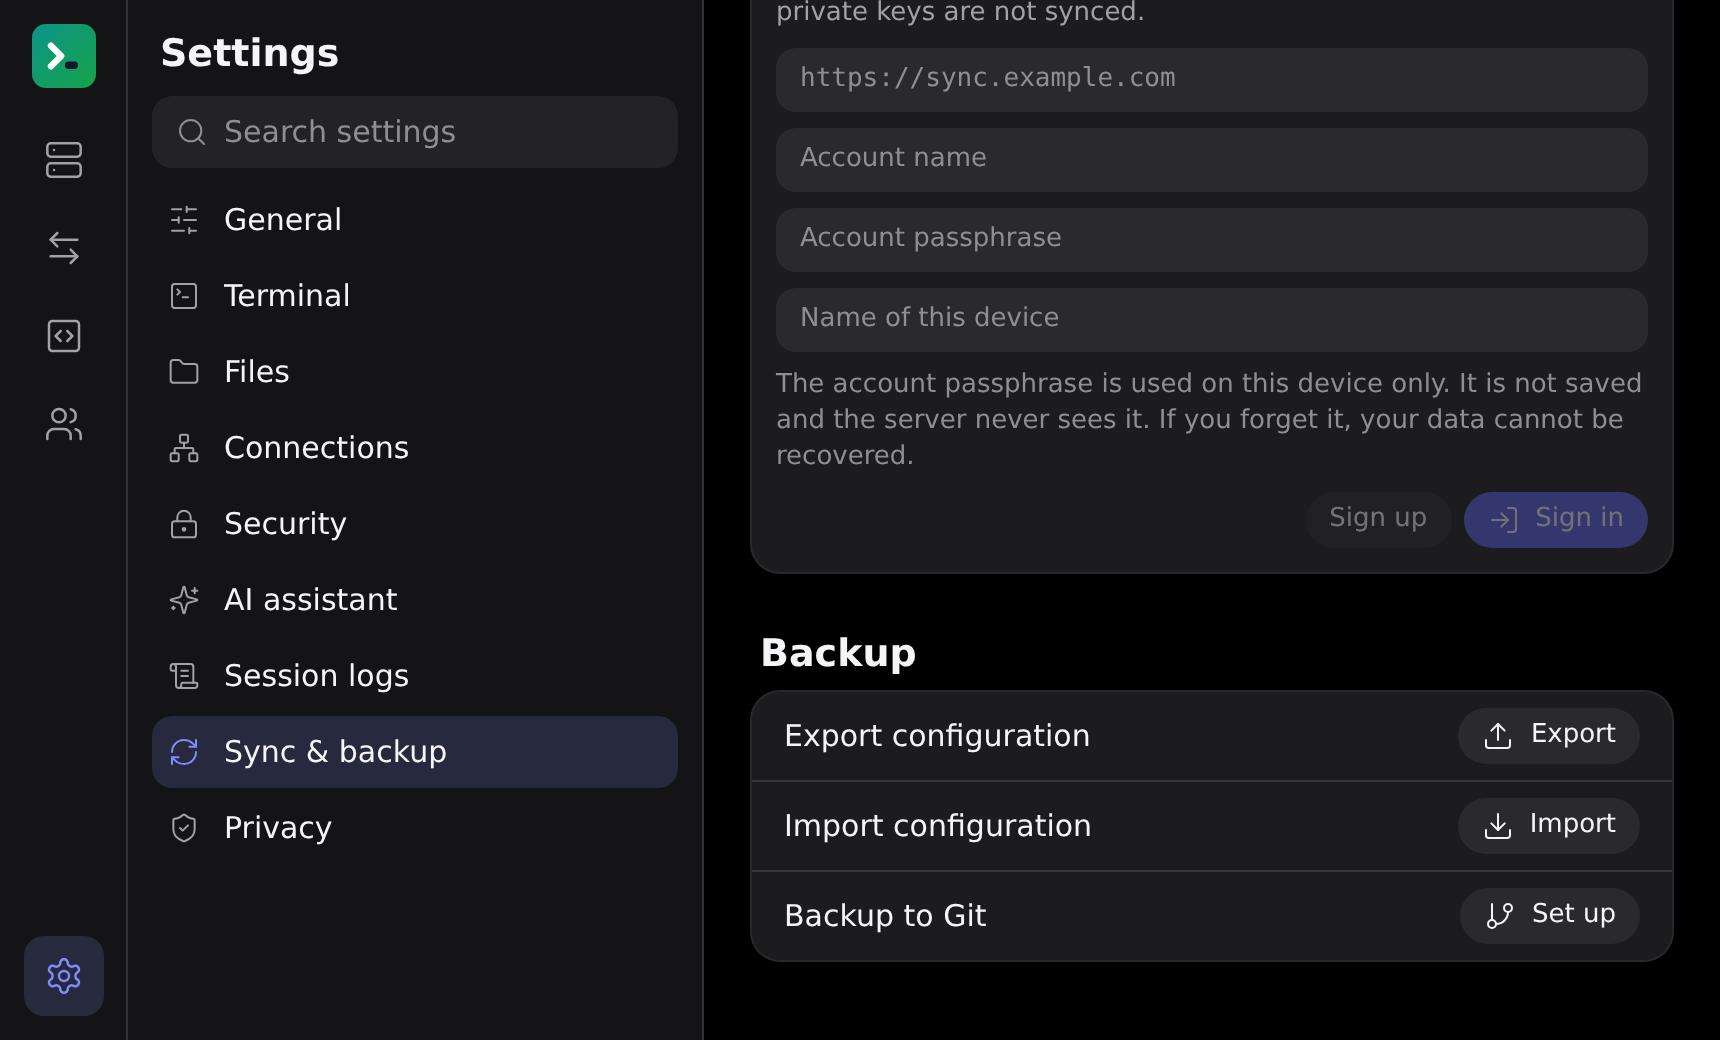 Settings
Search settings
General
Terminal
Files
Connections
Security
AI assistant
Session logs
Sync & backup
Privacy
private keys are not synced.
https://sync.example.com
Account name
Account passphrase
Name of this device
The account passphrase is used on this device only. It is not saved
and the server never sees it. If you forget it, your data cannot be
recovered.
Sign up
Sign in
Backup
Export configuration
Export
Import configuration
Import
Backup to Git
Set up